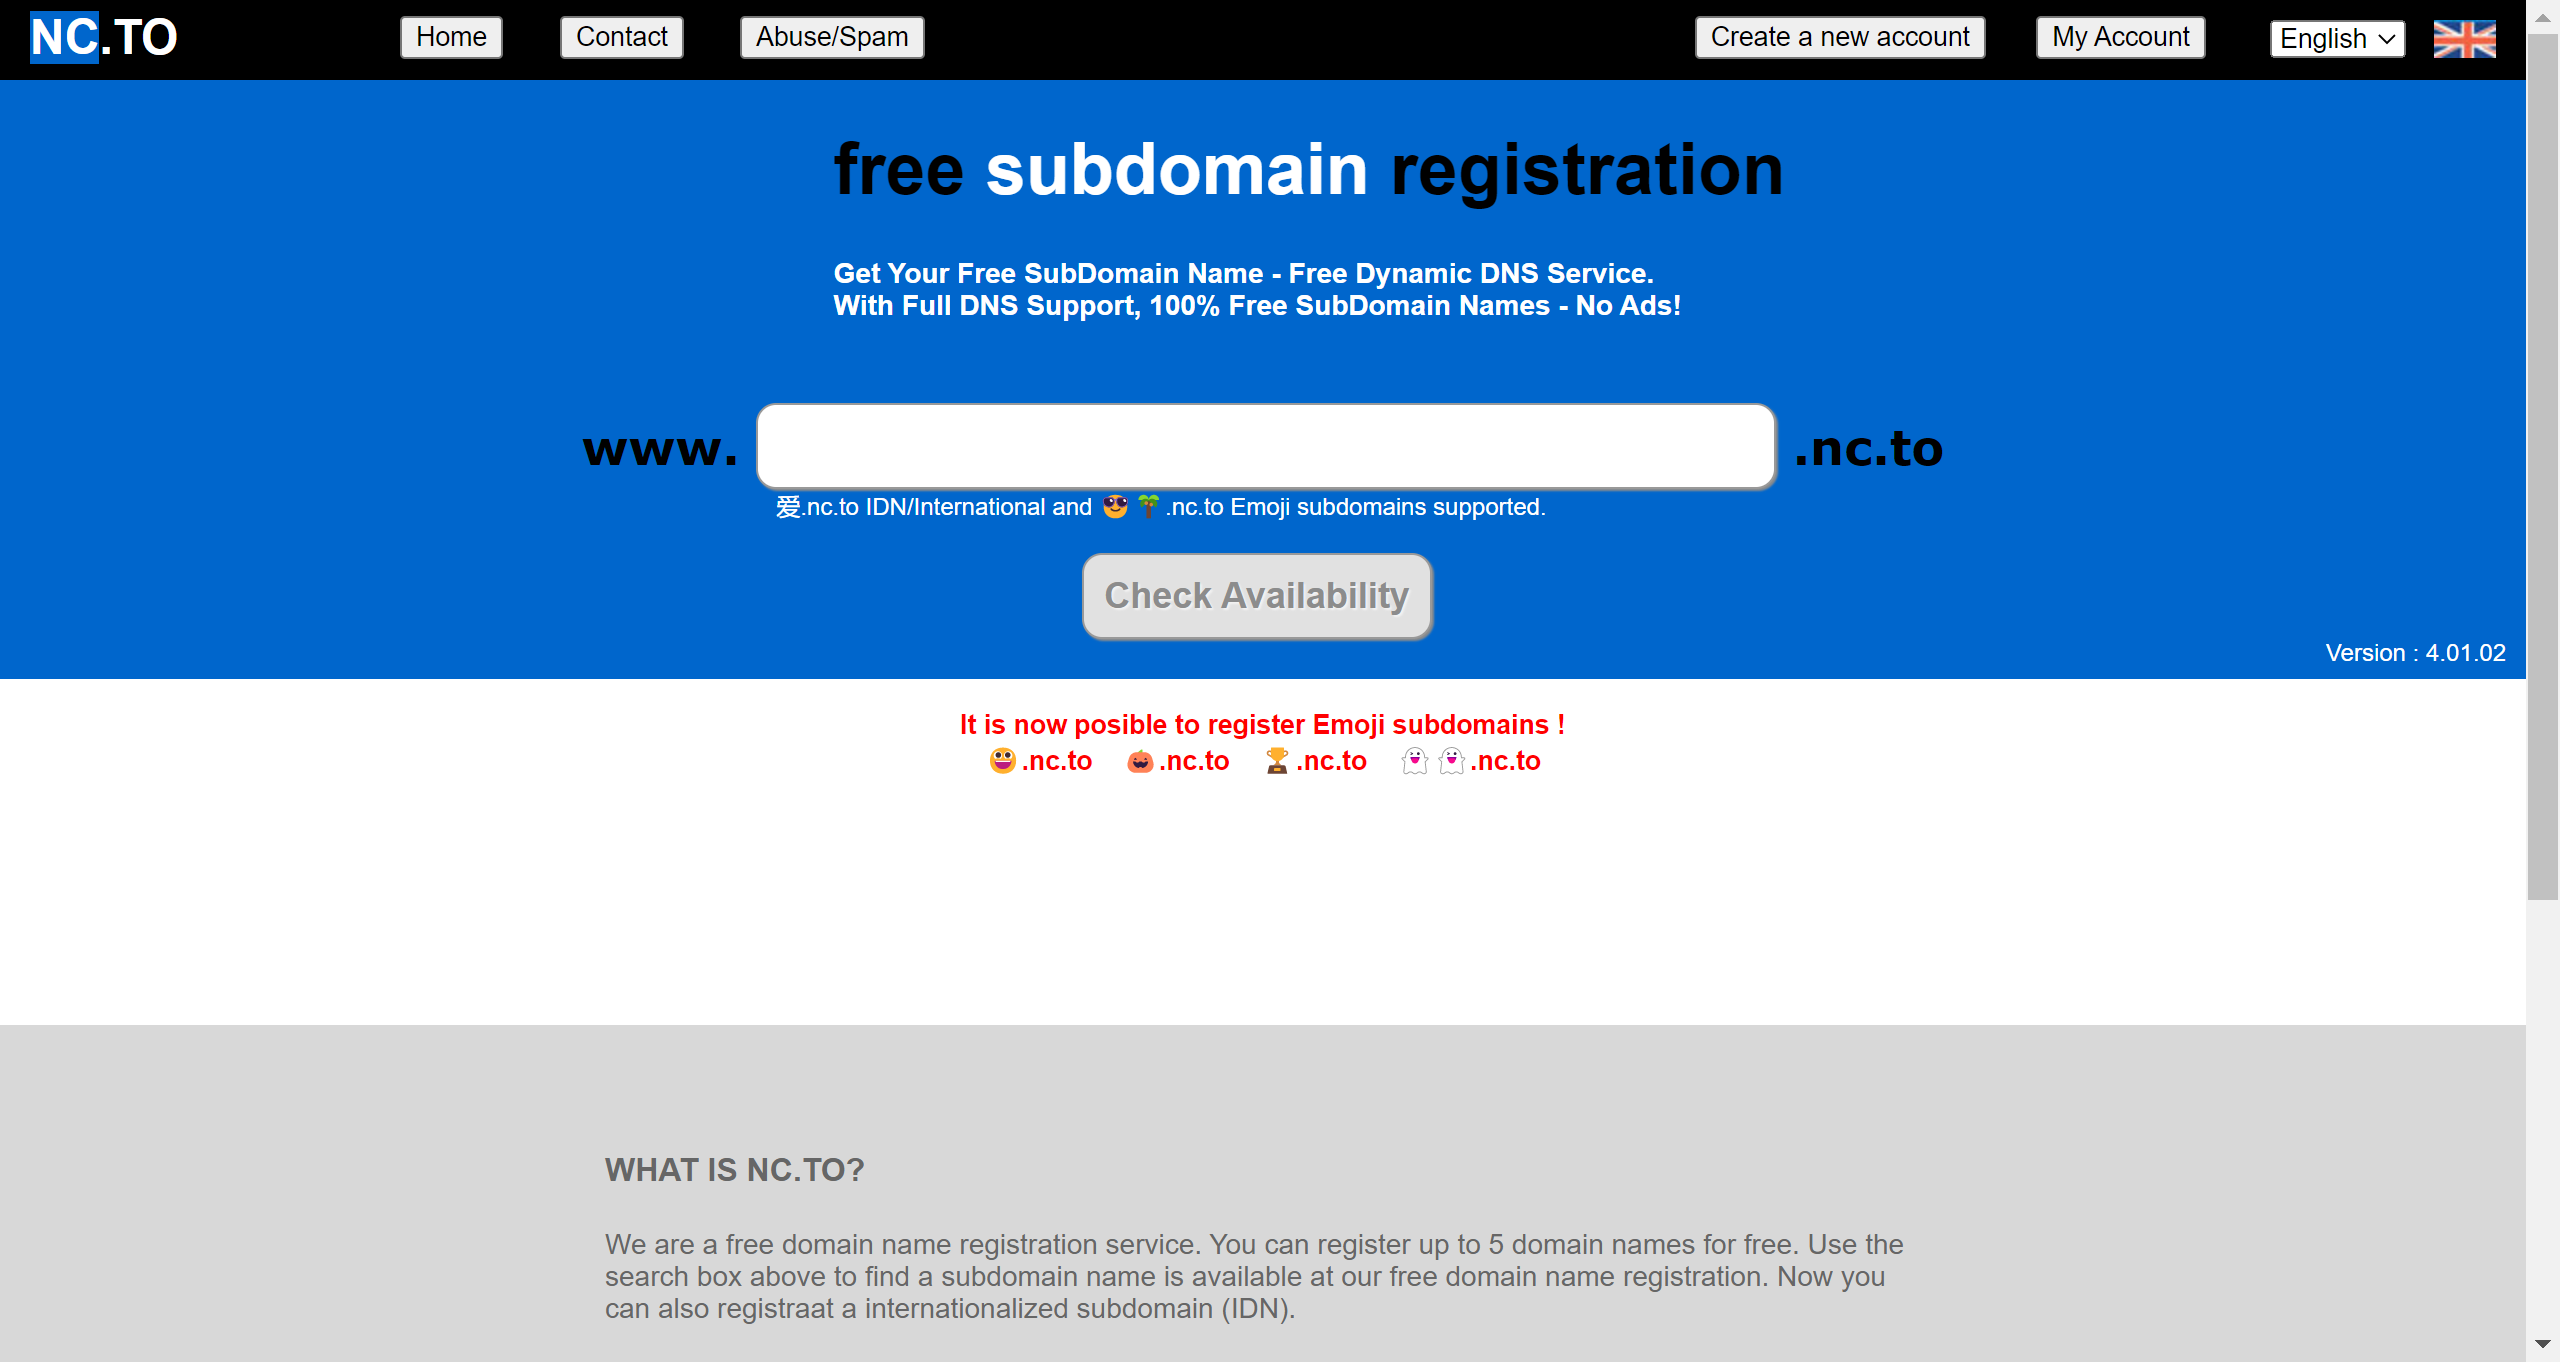 NC.TO
Home
Contact
Abuse/Spam
Create a new account
My Account
English
free subdomain registration
Get Your Free SubDomain Name - Free Dynamic DNS Service.
With Full DNS Support, 100% Free SubDomain Names - No Ads!
www.
.nc.to
爱.nc.to IDN/International and 😎🌴.nc.to Emoji subdomains supported.
Check Availability
Version : 4.01.02
It is now posible to register Emoji subdomains !
😀.nc.to 🎃.nc.to 🏆.nc.to 👻👻.nc.to
WHAT IS NC.TO?
We are a free domain name registration service. You can register up to 5 domain names for free. Use the
search box above to find a subdomain name is available at our free domain name registration. Now you
can also registraat a internationalized subdomain (IDN).